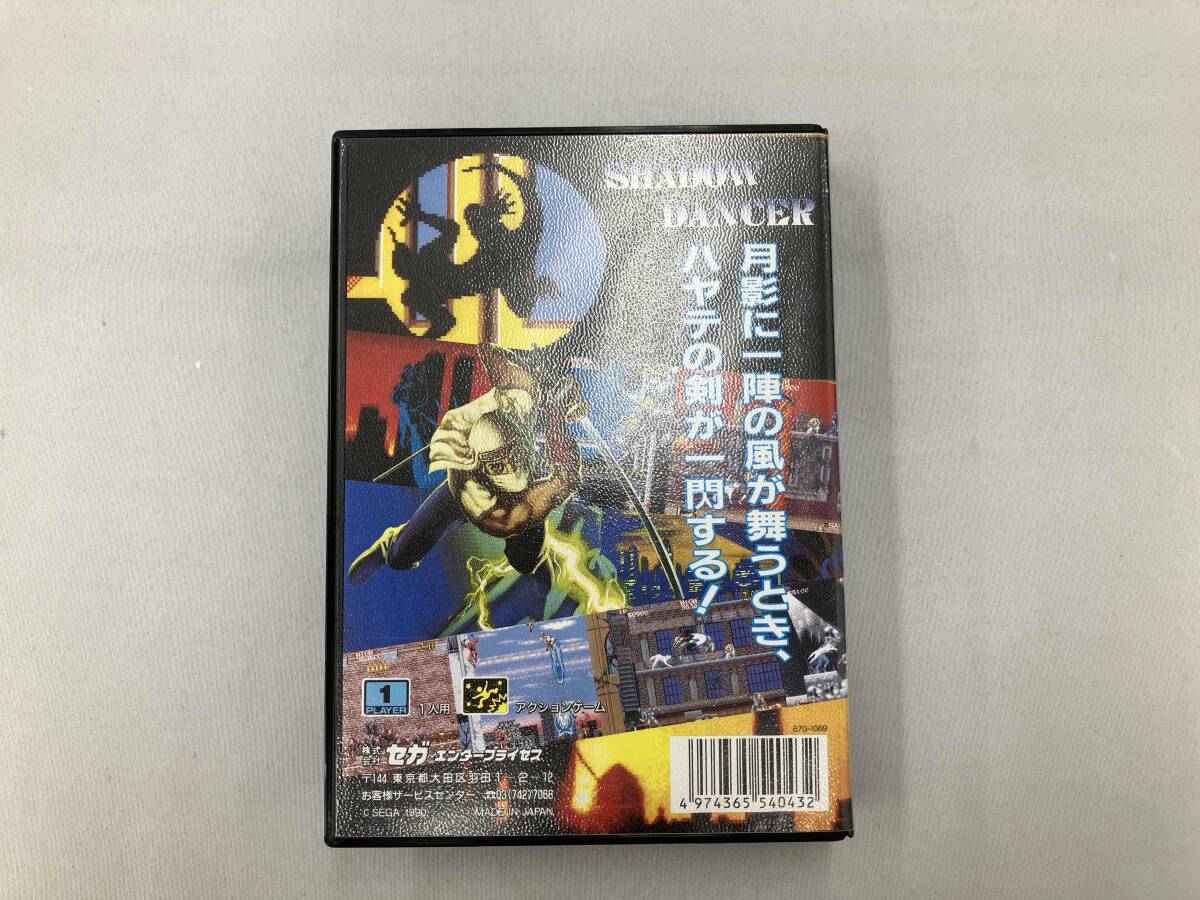 SHADOW
DANCER
月影に一陣の風が舞うとき、
ハヤテの剣が一閃する!
1
PLAYER
1人用
アクションゲーム
670-1069
株式会社 セガ・エンタープライゼス
〒144 東京都大田区羽田1-2-12
お客様サービスセンター ☎03(742)7068
© SEGA 1990 MADE IN JAPAN
4 974365 540432